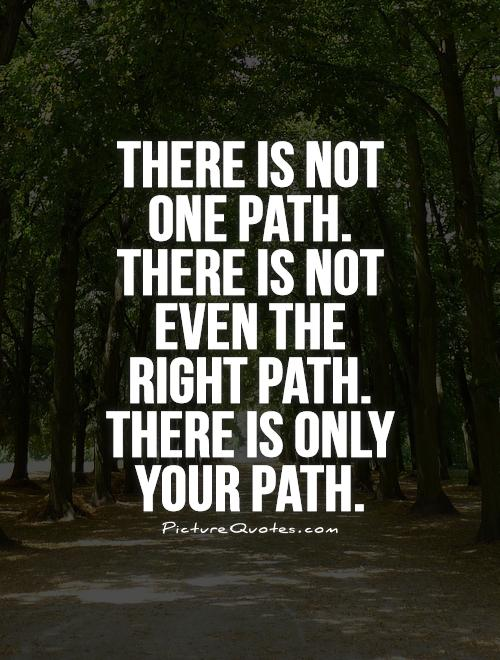 THERE IS NOT
ONE PATH.
THERE IS NOT
EVEN THE
RIGHT PATH.
THERE IS ONLY
YOUR PATH.
PictureQuotes.com